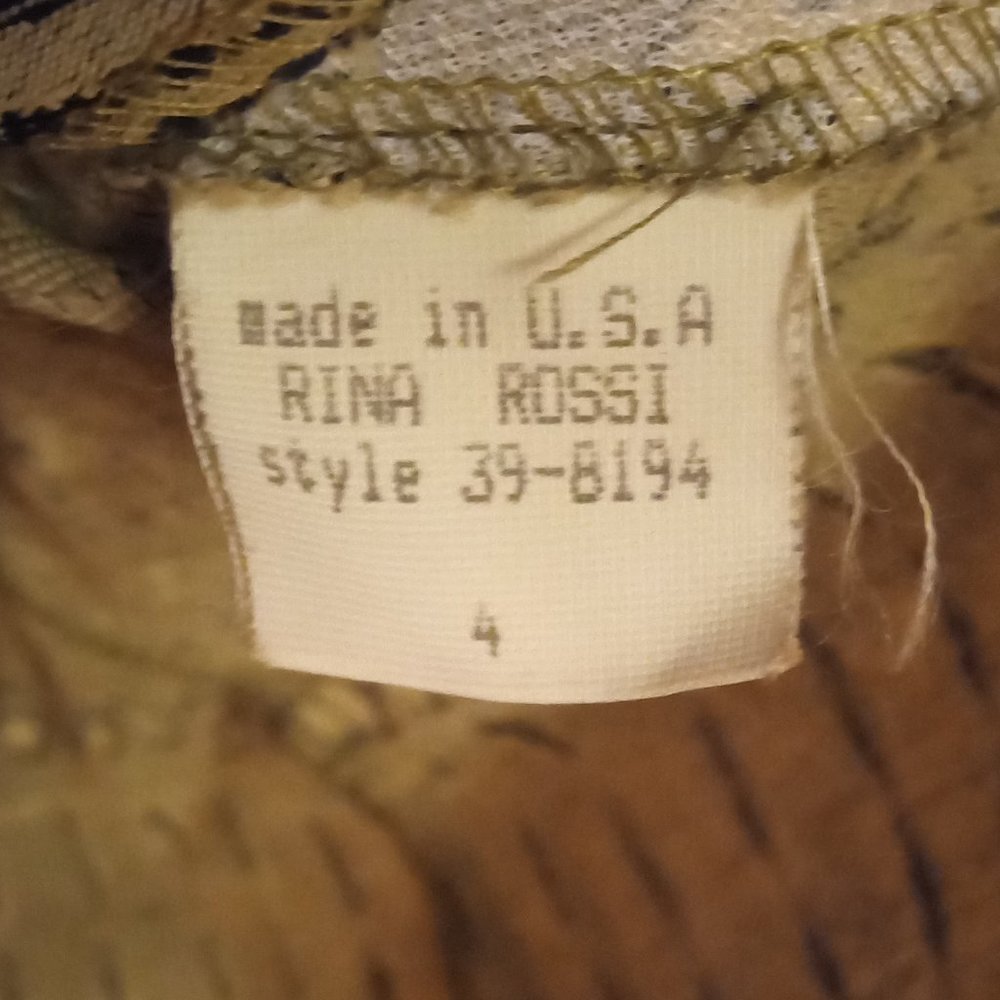 made in U.S.A
RINA ROSSI
style 39-8194
4